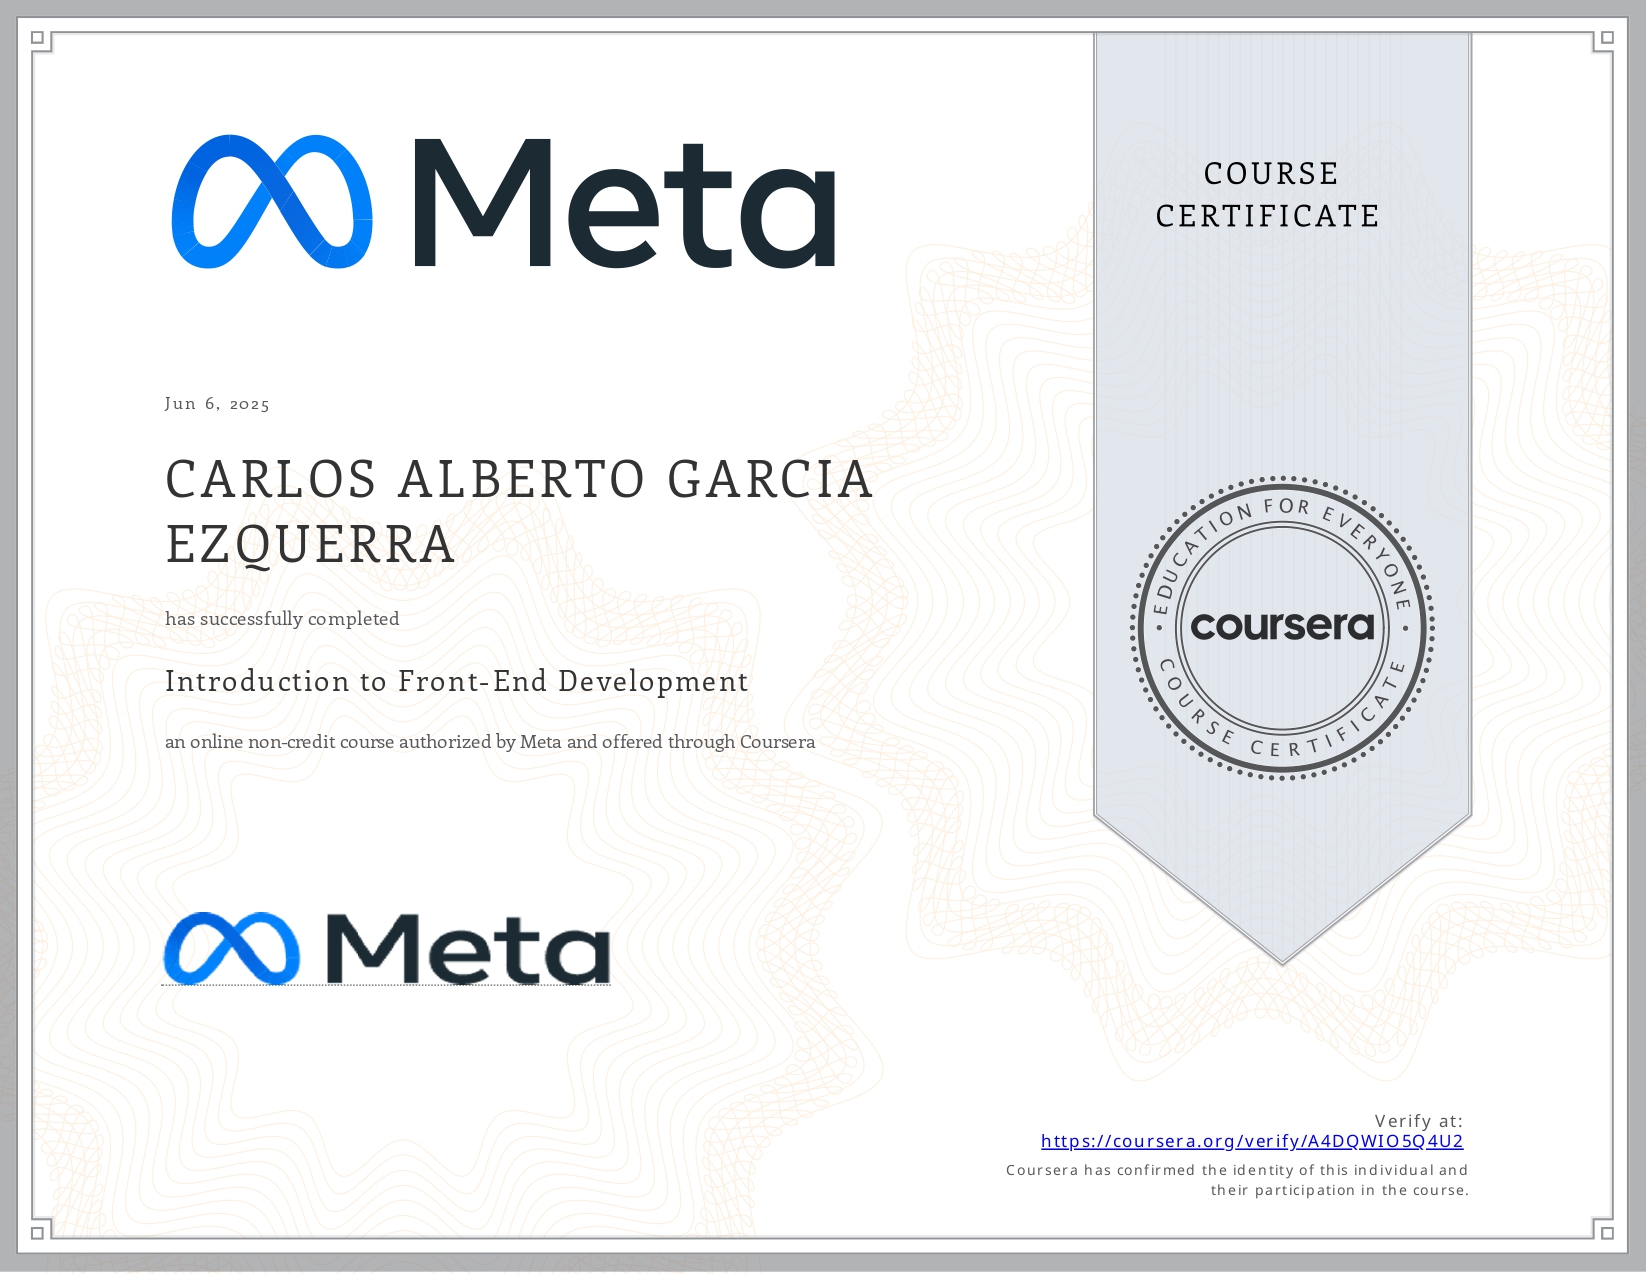 Meta
COURSE
CERTIFICATE
Jun 6, 2025
CARLOS ALBERTO GARCIA
EZQUERRA
has successfully completed
Introduction to Front-End Development
an online non-credit course authorized by Meta and offered through Coursera
EDUCATION FOR EVERYONE
coursera
COURSE CERTIFICATE
Meta
Verify at:
https://coursera.org/verify/A4DQWIO5Q4U2
Coursera has confirmed the identity of this individual and
their participation in the course.